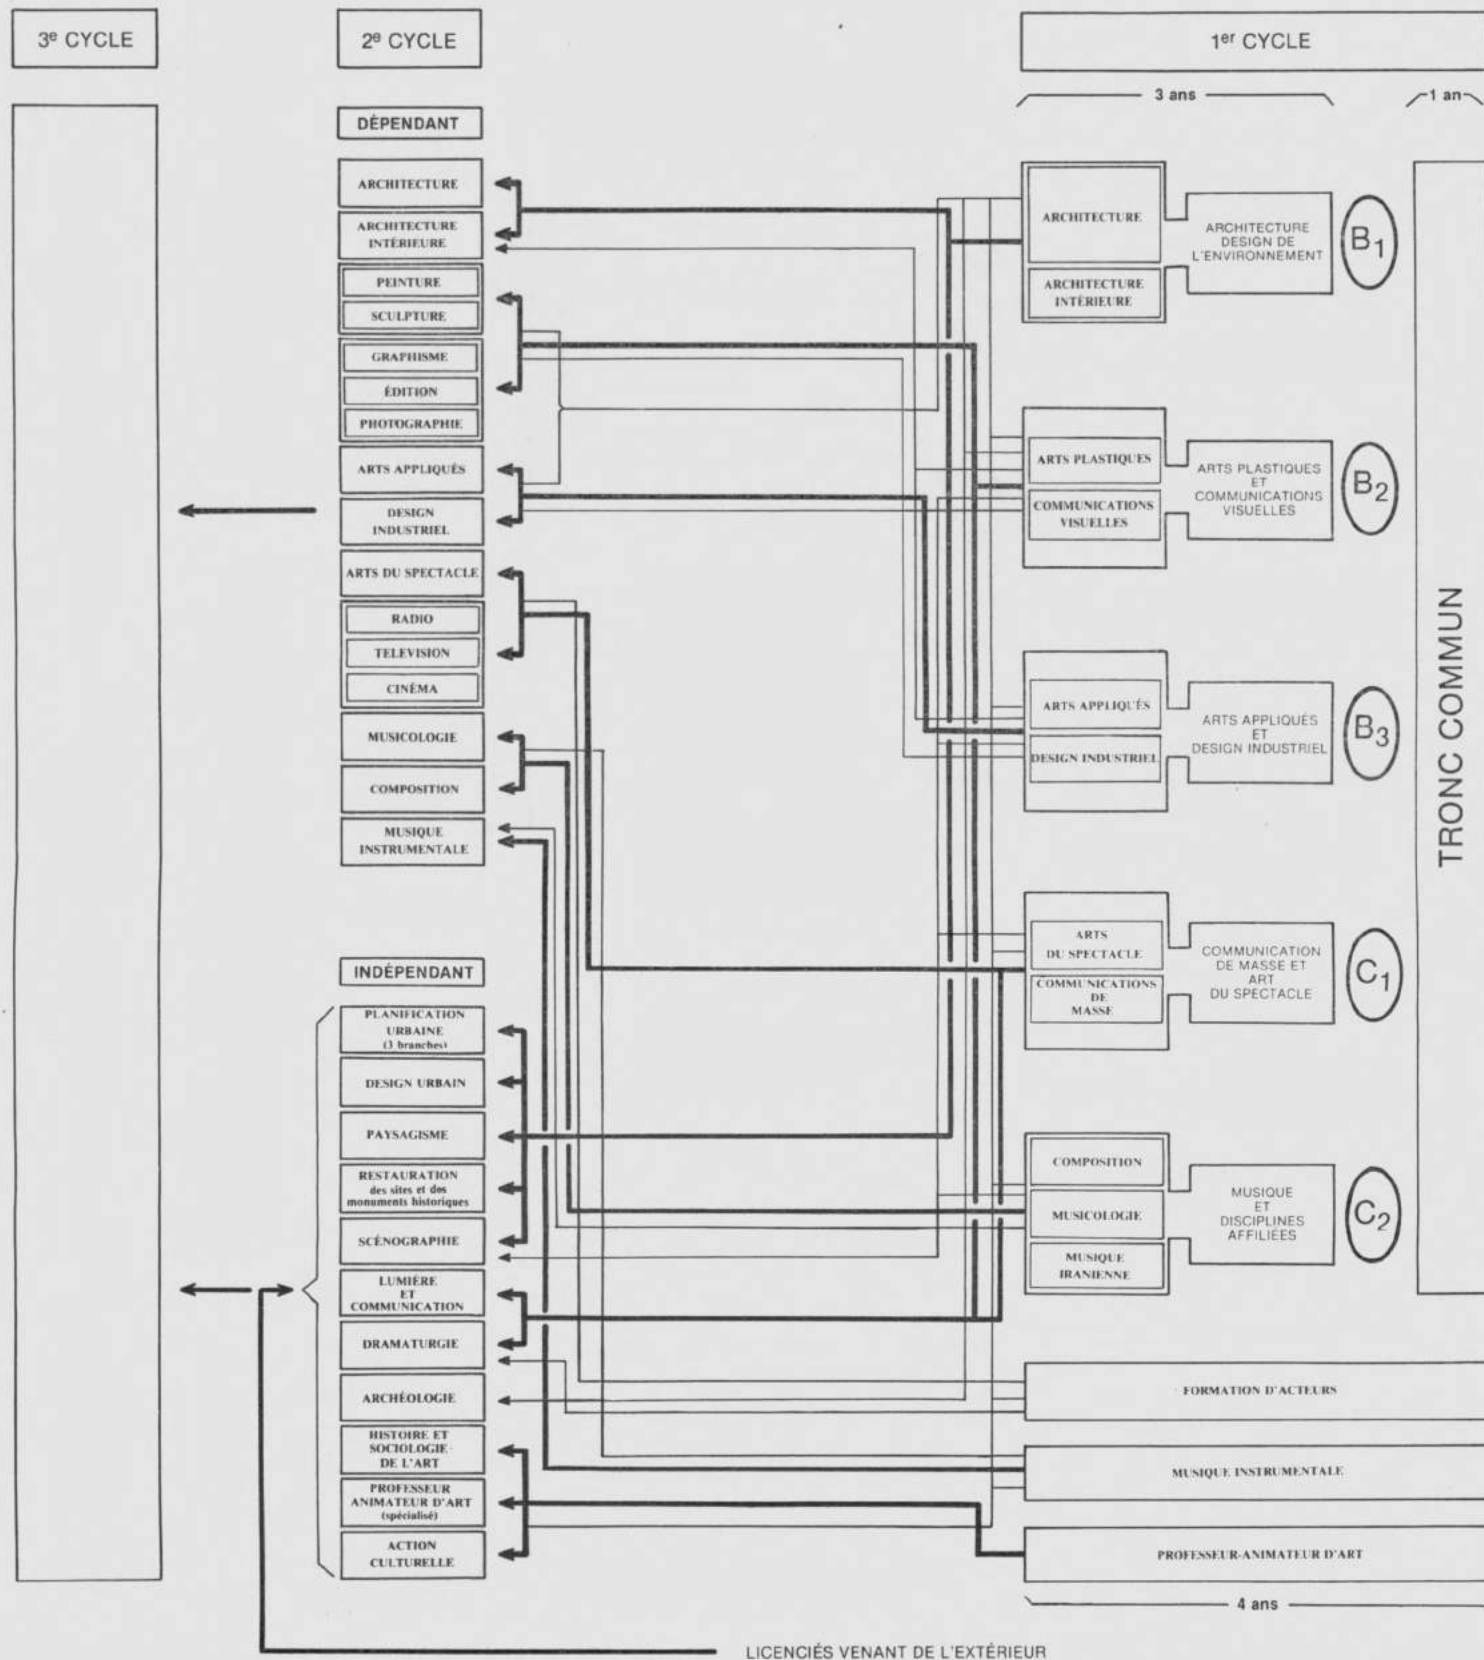 3e CYCLE
2e CYCLE
1er CYCLE
3 ans
1 an
DÉPENDANT
ARCHITECTURE
ARCHITECTURE
INTÉRIEURE
PEINTURE
SCULPTURE
GRAPHISME
ÉDITION
PHOTOGRAPHIE
ARTS APPLIQUÉS
DESIGN
INDUSTRIEL
ARTS DU SPECTACLE
RADIO
TELEVISION
CINÉMA
MUSICOLOGIE
COMPOSITION
MUSIQUE
INSTRUMENTALE
INDÉPENDANT
PLANIFICATION
URBAINE
(3 branches)
DESIGN URBAIN
PAYSAGISME
RESTAURATION
des sites et des
monuments historiques
SCÉNOGRAPHIE
LUMIÈRE
ET
COMMUNICATION
DRAMATURGIE
ARCHÉOLOGIE
HISTOIRE ET
SOCIOLOGIE
DE L'ART
PROFESSEUR
ANIMATEUR D'ART
(spécialisé)
ACTION
CULTURELLE
ARCHITECTURE
ARCHITECTURE
INTÉRIEURE
ARCHITECTURE
DESIGN DE
L'ENVIRONNEMENT
B1
ARTS PLASTIQUES
COMMUNICATIONS
VISUELLES
ARTS PLASTIQUES
ET
COMMUNICATIONS
VISUELLES
B2
ARTS APPLIQUÉS
DESIGN INDUSTRIEL
ARTS APPLIQUÉS
ET
DESIGN INDUSTRIEL
B3
ARTS
DU SPECTACLE
COMMUNICATIONS
DE
MASSE
COMMUNICATION
DE MASSE ET
ART
DU SPECTACLE
C1
COMPOSITION
MUSICOLOGIE
MUSIQUE
IRANIENNE
MUSIQUE
ET
DISCIPLINES
AFFILIÉES
C2
TRONC COMMUN
FORMATION D'ACTEURS
MUSIQUE INSTRUMENTALE
PROFESSEUR-ANIMATEUR D'ART
4 ans
LICENCIÉS VENANT DE L'EXTÉRIEUR